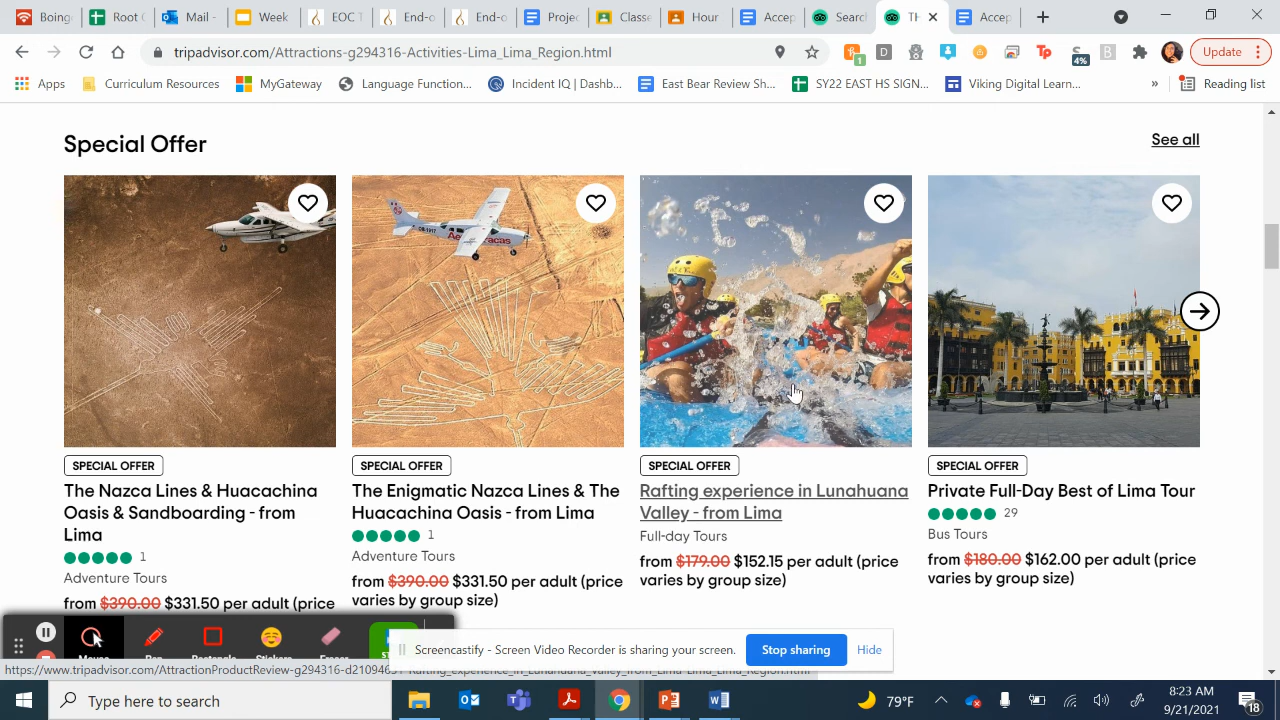 (Bing
Root (
Mail -
Week
EOC T
End-o
End-o
Proje
Classe
Hour
Accep
Searc
TH
Accep
tripadvisor.com/Attractions-g294316-Activities-Lima_Lima_Region.html
1
D
Tp
4%
B
Update
Apps
Curriculum Resourc
MyGateway
Language Function...
Incident IQ | Dashb...
East Bear Review Sh...
SY22 EAST HS SIGN...
Viking Digital Learn...
»
Reading list
Special Offer
See all
SPECIAL OFFER
The Nazca Lines & Huacachina
Oasis & Sandboarding - from
Lima
1
Adventure Tours
from $390.00 $331.50 per adult (price
SPECIAL OFFER
The Enigmatic Nazca Lines & The
Huacachina Oasis - from Lima
1
Adventure Tours
from $390.00 $331.50 per adult (price
varies by group size)
SPECIAL OFFER
Rafting experience in Lunahuana
Valley - from Lima
Full-day Tours
from $179.00 $152.15 per adult (price
varies by group size)
SPECIAL OFFER
Private Full-Day Best of Lima Tour
29
Bus Tours
from $180.00 $162.00 per adult (price
varies by group size)
Screencastify - Screen Video Recorder is sharing your screen.
Stop sharing
Hide
Type here to search
79°F
8:23 AM
9/21/2021
18